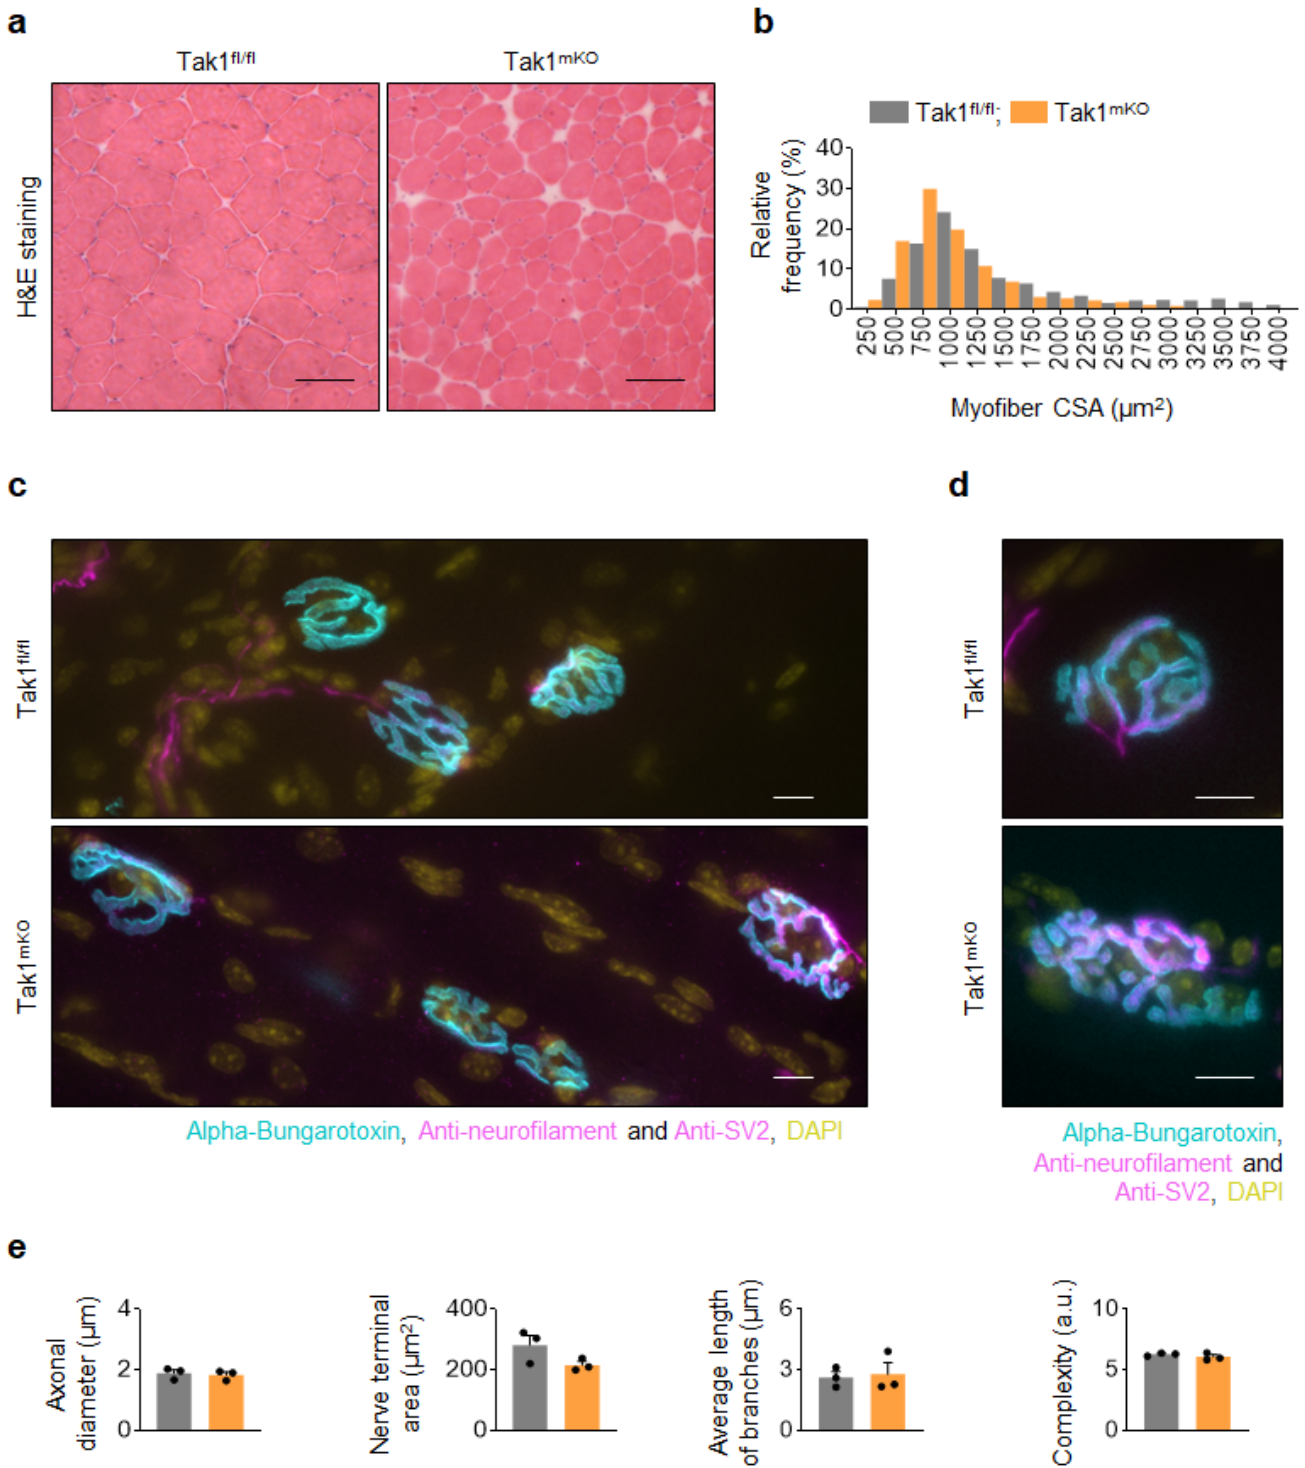 a
Tak1fl/fl
Tak1mKO
H&E staining
b
Tak1fl/fl; Tak1mKO
Relative
frequency (%)
40
30
20
10
0
250 500 750 1000 1250 1500 1750 2000 2250 2500 2750 3000 3250 3500 3750 4000
Myofiber CSA (µm²)
c
Tak1fl/fl
Tak1mKO
Alpha-Bungarotoxin, Anti-neurofilament and Anti-SV2, DAPI
d
Tak1fl/fl
Tak1mKO
Alpha-Bungarotoxin,
Anti-neurofilament and
Anti-SV2, DAPI
e
Axonal
diameter (µm)
4
2
0
Nerve terminal
area (µm²)
400
200
0
Average length
of branches (µm)
6
3
0
Complexity (a.u.)
10
5
0